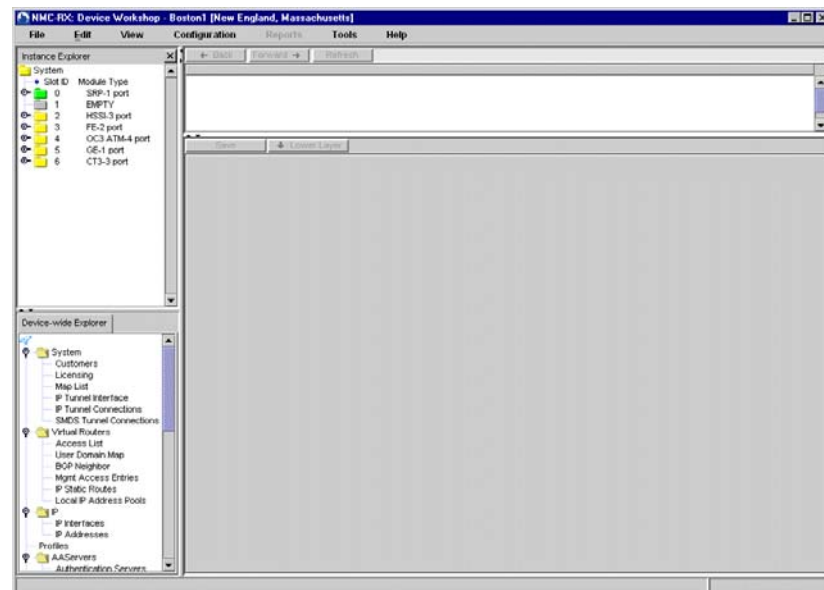 NMC-RX: Device Workshop - Boston1 [New England, Massachusetts]
File Edit View Configuration Reports Tools Help
Instance Explorer
← Back Forward → Refresh
System
Slot ID Module Type
0 SRP-1 port
1 EMPTY
2 HSSI-3 port
3 FE-2 port
4 OC3 ATM-4 port
5 GE-1 port
6 CT3-3 port
Save Lower Layer
Device-wide Explorer
System
Customers
Licensing
Map List
IP Tunnel Interface
IP Tunnel Connections
SMDS Tunnel Connections
Virtual Routers
Access List
User Domain Map
BGP Neighbor
Mgmt Access Entries
IP Static Routes
Local IP Address Pools
IP
IP Interfaces
IP Addresses
Profiles
AAServers
Authentication Servers